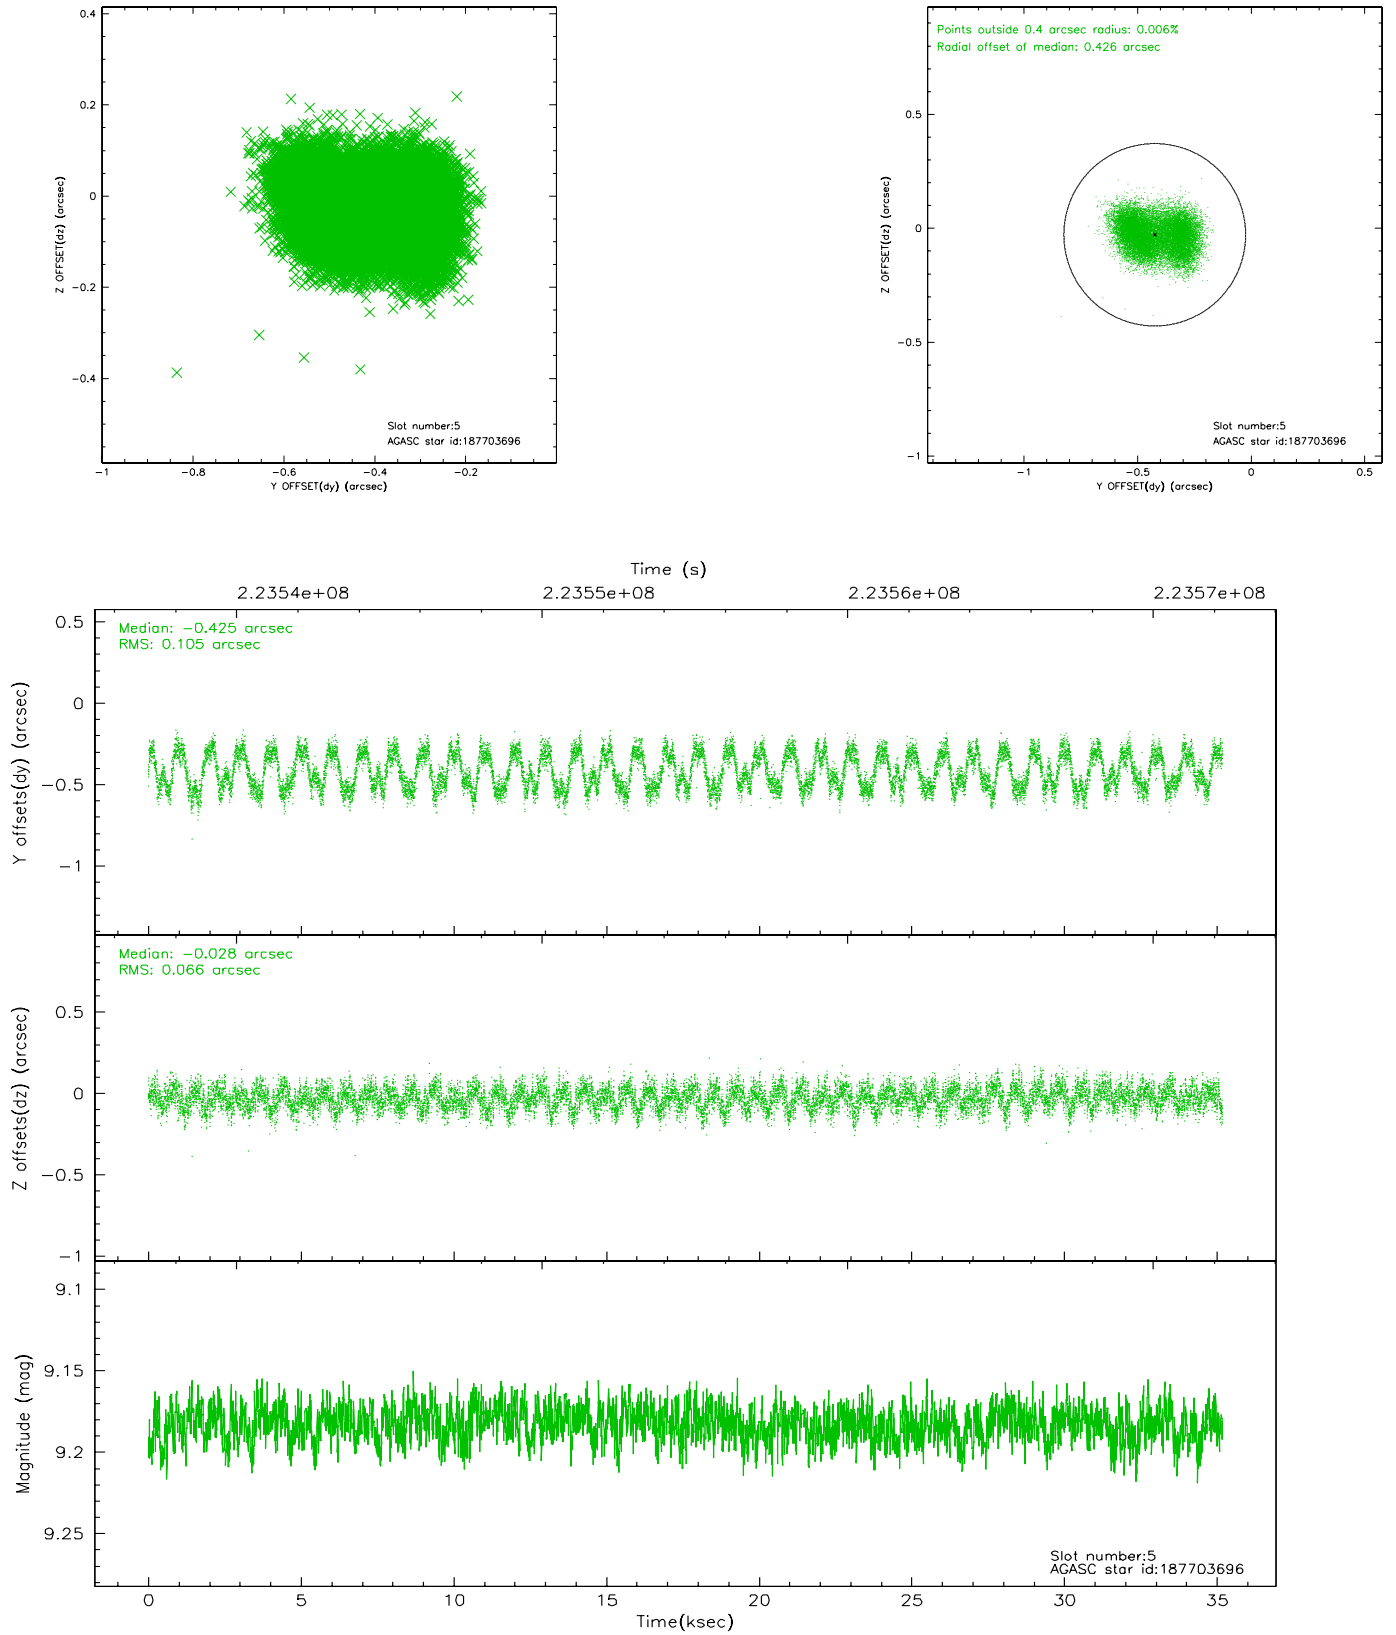 0.4
0.2
0
−0.2
−0.4
−1
−0.8
−0.6
−0.4
−0.2
Z OFFSET(dz) (arcsec)
Y OFFSET(dy) (arcsec)
Slot number:5
AGASC star id:187703696
Points outside 0.4 arcsec radius: 0.006%
Radial offset of median: 0.426 arcsec
0.5
0
−0.5
−1
−1
−0.5
0
0.5
Z OFFSET(dz) (arcsec)
Y OFFSET(dy) (arcsec)
Slot number:5
AGASC star id:187703696
Time (s)
2.2354e+08
2.2355e+08
2.2356e+08
2.2357e+08
Median: −0.425 arcsec
RMS: 0.105 arcsec
0.5
0
−0.5
−1
Y offsets(dy) (arcsec)
Median: −0.028 arcsec
RMS: 0.066 arcsec
0.5
0
−0.5
−1
Z offsets(dz) (arcsec)
9.1
9.15
9.2
9.25
Magnitude (mag)
Slot number:5
AGASC star id:187703696
0
5
10
15
20
25
30
35
Time(ksec)